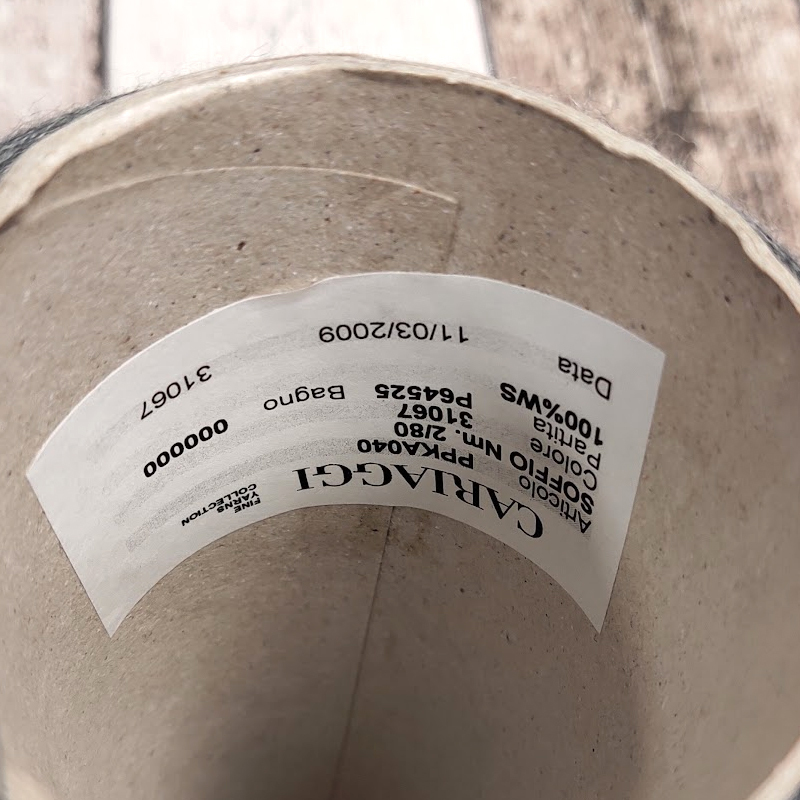 CARIAGGI FINE YARNS COLLECTION
Articolo PPKA040
SOFFIO Nm. 2/80 000000
Colore 31067
Partita P64525 Bagno 31067
100%WS
Data 11/03/2009